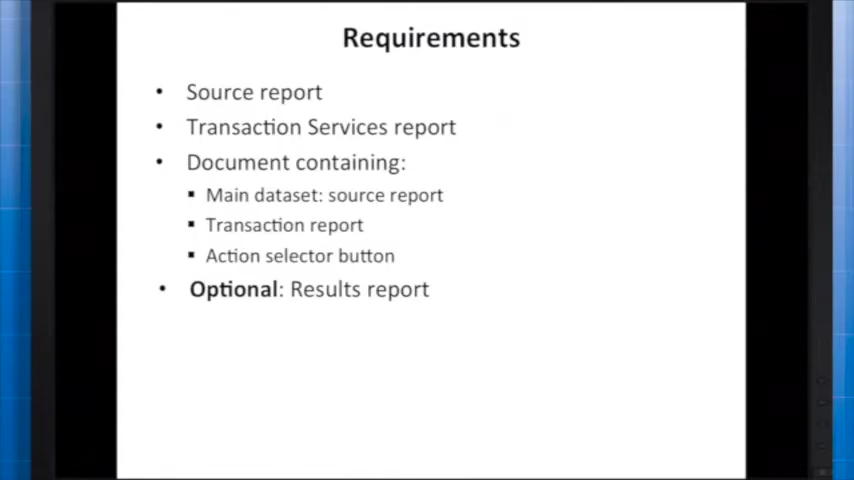 Requirements
• Source report
• Transaction Services report
• Document containing:
▪ Main dataset: source report
▪ Transaction report
▪ Action selector button
• Optional: Results report